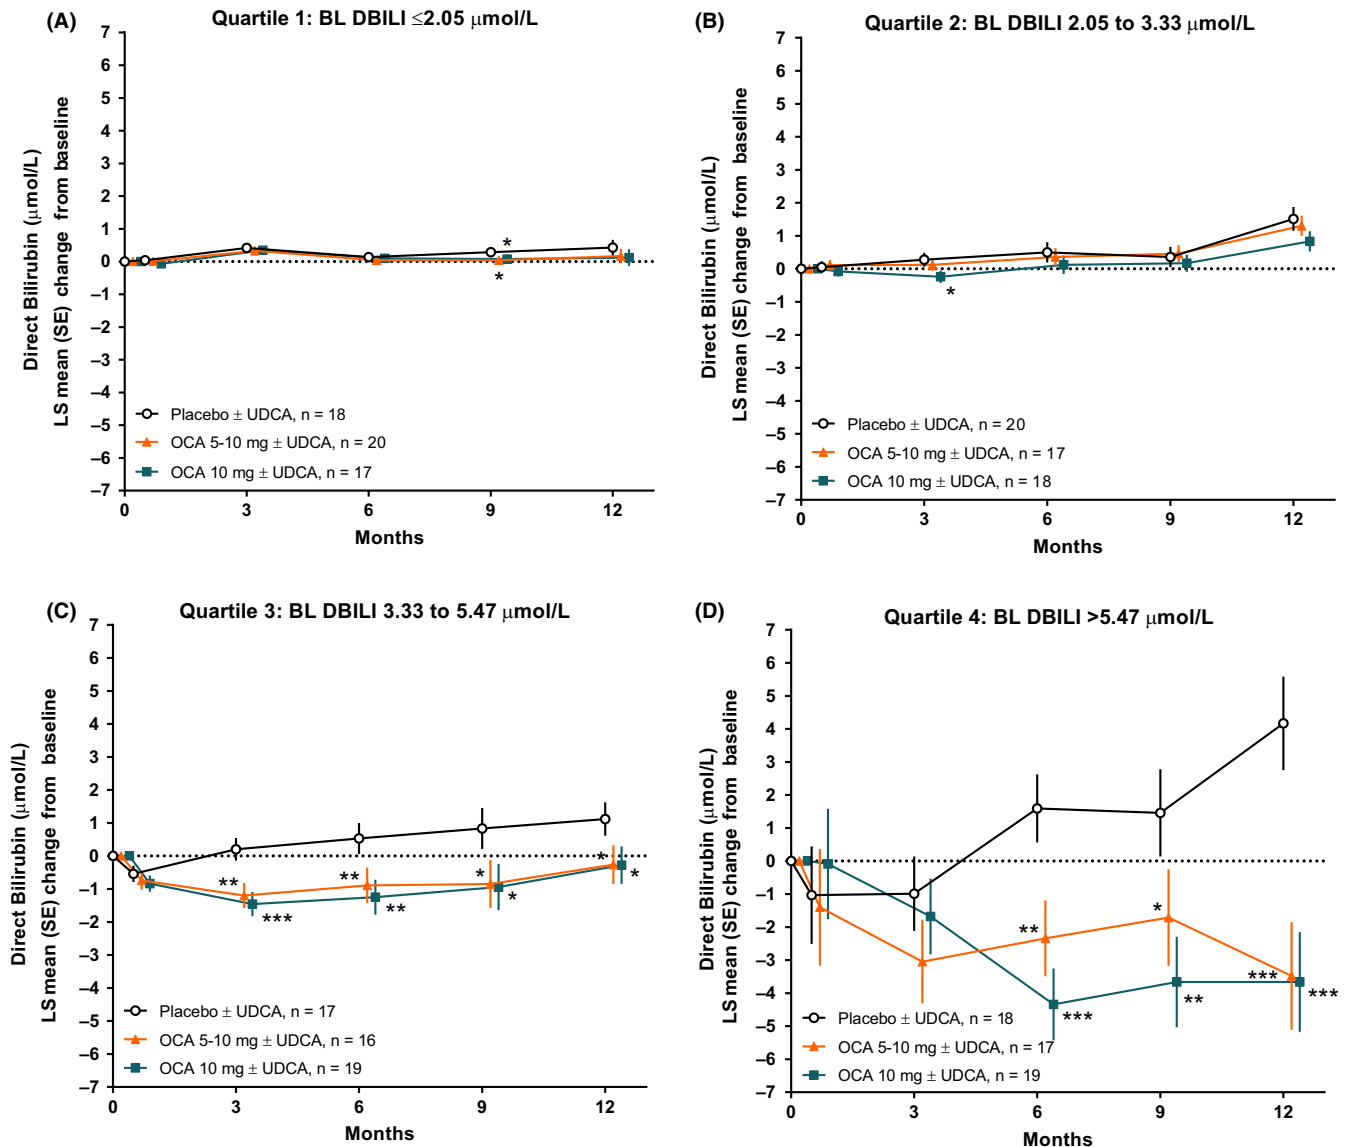 (A)
Quartile 1: BL DBILI ≤2.05 μmol/L
Direct Bilirubin (μmol/L)
LS mean (SE) change from baseline
7
6
5
4
3
2
1
0
–1
–2
–3
–4
–5
–6
–7
*
*
Placebo ± UDCA, n = 18
OCA 5-10 mg ± UDCA, n = 20
OCA 10 mg ± UDCA, n = 17
0 3 6 9 12
Months
(B)
Quartile 2: BL DBILI 2.05 to 3.33 μmol/L
Direct Bilirubin (μmol/L)
LS mean (SE) change from baseline
7
6
5
4
3
2
1
0
–1
–2
–3
–4
–5
–6
–7
*
Placebo ± UDCA, n = 20
OCA 5-10 mg ± UDCA, n = 17
OCA 10 mg ± UDCA, n = 18
0 3 6 9 12
Months
(C)
Quartile 3: BL DBILI 3.33 to 5.47 μmol/L
Direct Bilirubin (μmol/L)
LS mean (SE) change from baseline
7
6
5
4
3
2
1
0
–1
–2
–3
–4
–5
–6
–7
** ** * *
*** ** * *
Placebo ± UDCA, n = 17
OCA 5-10 mg ± UDCA, n = 16
OCA 10 mg ± UDCA, n = 19
0 3 6 9 12
Months
(D)
Quartile 4: BL DBILI >5.47 μmol/L
Direct Bilirubin (μmol/L)
LS mean (SE) change from baseline
7
6
5
4
3
2
1
0
–1
–2
–3
–4
–5
–6
–7
** * ***
*** ** ***
Placebo ± UDCA, n = 18
OCA 5-10 mg ± UDCA, n = 17
OCA 10 mg ± UDCA, n = 19
0 3 6 9 12
Months